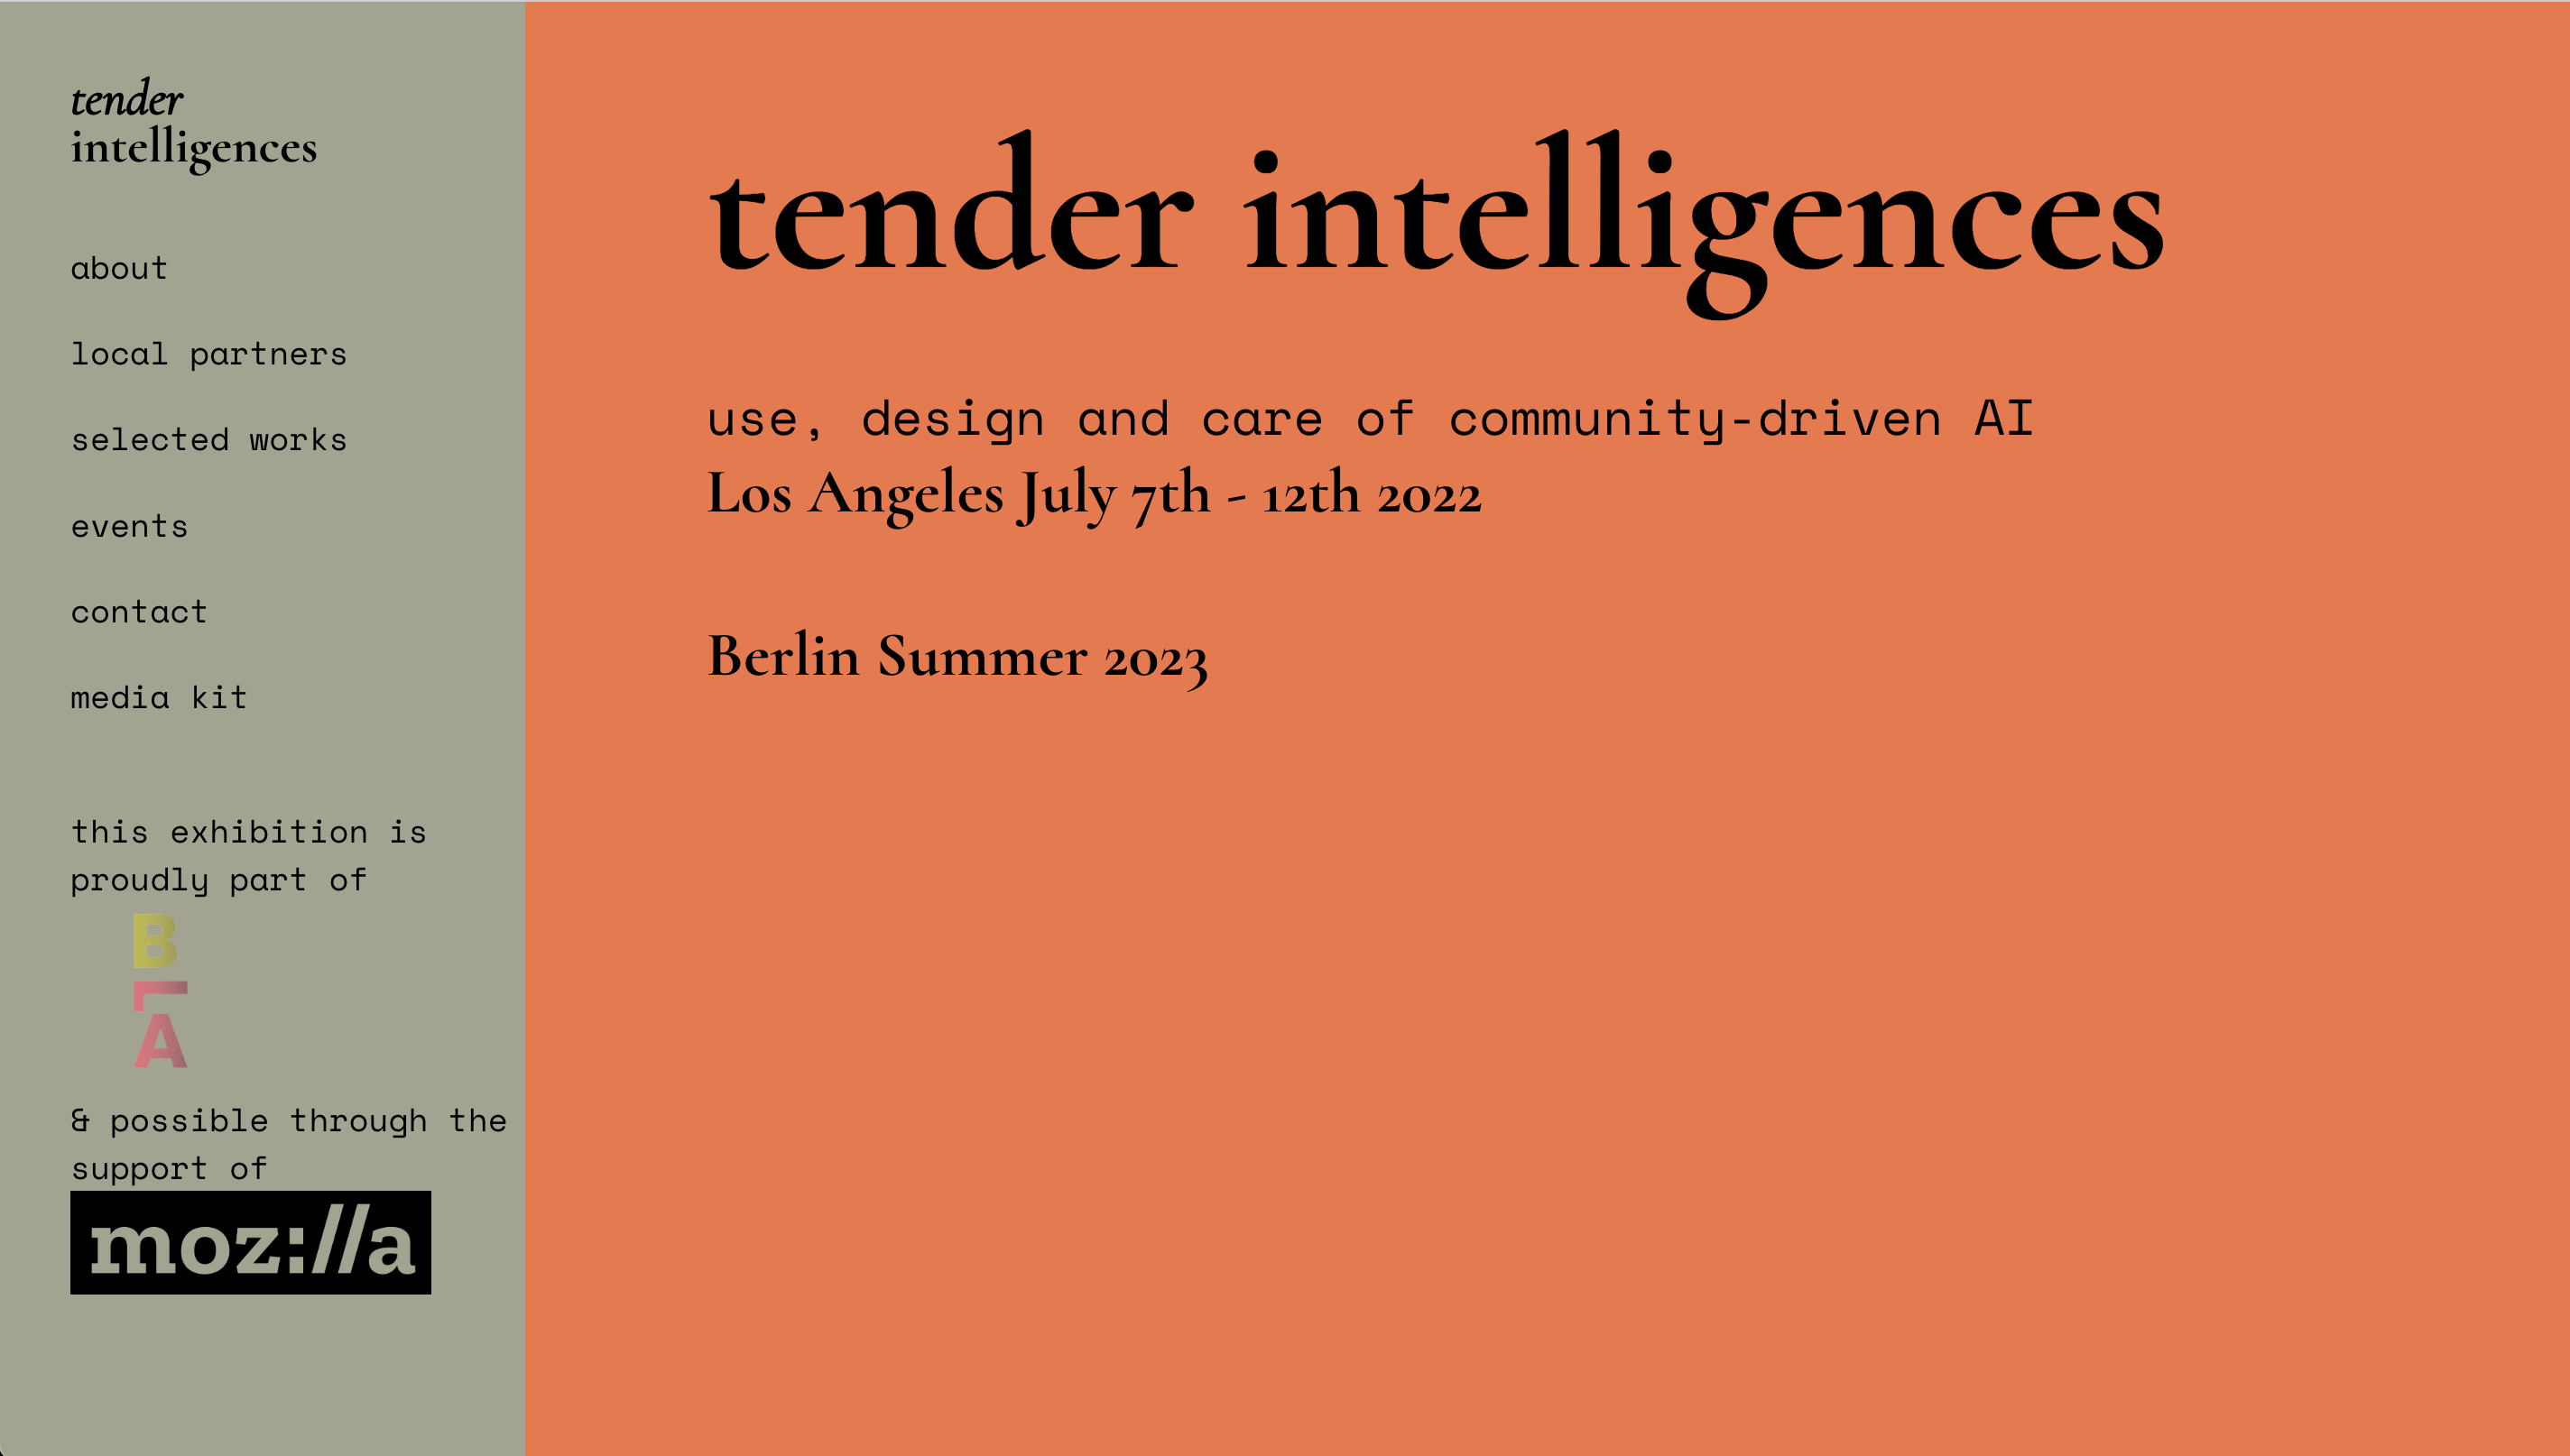 tender
intelligences
about
local partners
selected works
events
contact
media kit
this exhibition is
proudly part of
B
LA
& possible through the
support of
moz://a
tender intelligences
use, design and care of community-driven AI
Los Angeles July 7th - 12th 2022
Berlin Summer 2023